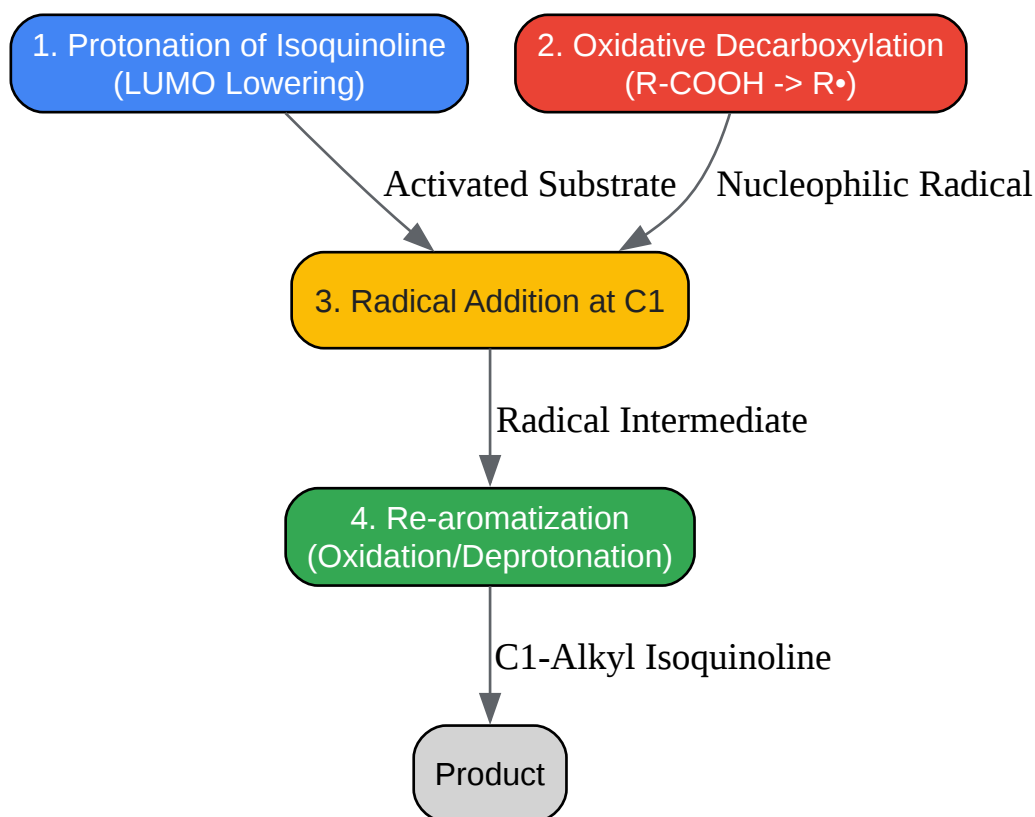 1. Protonation of Isoquinoline
(LUMO Lowering)
2. Oxidative Decarboxylation
(R-COOH -> R•)
Activated Substrate
Nucleophilic Radical
3. Radical Addition at C1
Radical Intermediate
4. Re-aromatization
(Oxidation/Deprotonation)
C1-Alkyl Isoquinoline
Product